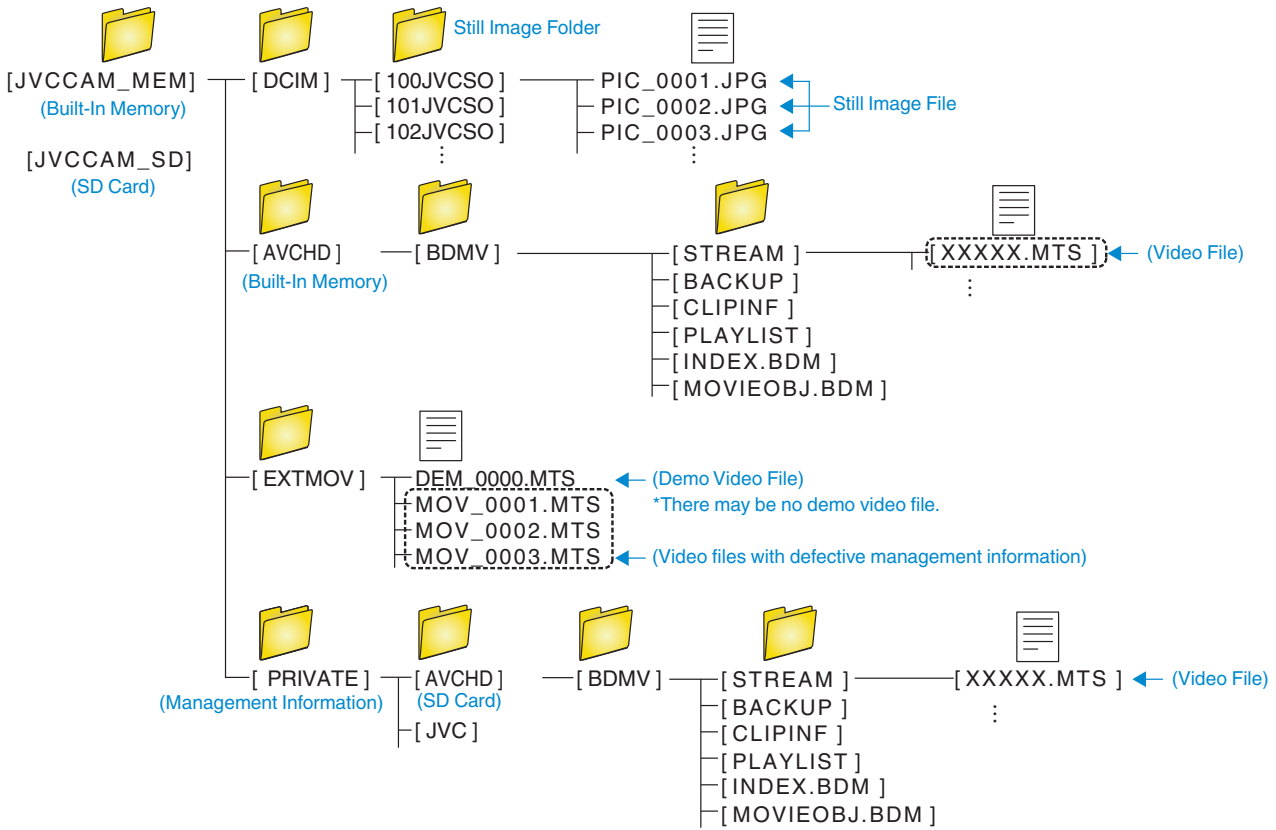 Still Image Folder
[JVCCAM_MEM]
(Built-In Memory)
[JVCCAM_SD]
(SD Card)
[ DCIM ]
[ 100JVCSO ]
[ 101JVCSO ]
[ 102JVCSO ]
PIC_0001.JPG
PIC_0002.JPG
PIC_0003.JPG
Still Image File
[ AVCHD ]
(Built-In Memory)
[ BDMV ]
[ STREAM ]
[ BACKUP ]
[ CLIPINF ]
[ PLAYLIST ]
[ INDEX.BDM ]
[ MOVIEOBJ.BDM ]
[ XXXXX.MTS ]
(Video File)
[ EXTMOV ]
DEM_0000.MTS
(Demo Video File)
*There may be no demo video file.
MOV_0001.MTS
MOV_0002.MTS
MOV_0003.MTS
(Video files with defective management information)
[ PRIVATE ]
(Management Information)
[ AVCHD ]
(SD Card)
[ JVC ]
[ BDMV ]
[ STREAM ]
[ BACKUP ]
[ CLIPINF ]
[ PLAYLIST ]
[ INDEX.BDM ]
[ MOVIEOBJ.BDM ]
[ XXXXX.MTS ]
(Video File)